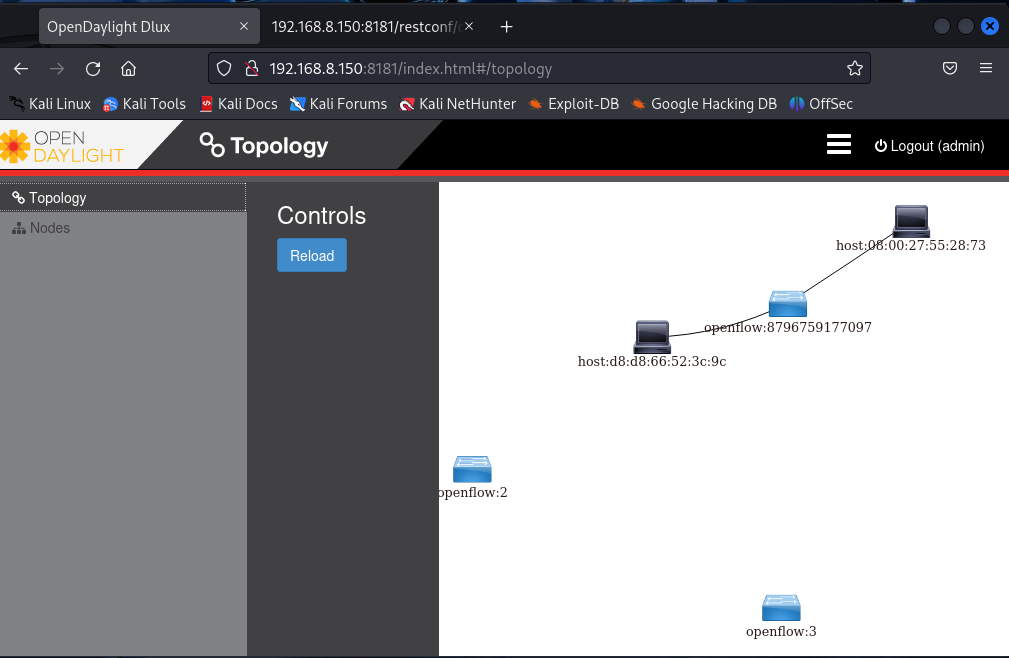 OpenDaylight Dlux
192.168.8.150:8181/restconf/
192.168.8.150:8181/index.html#/topology
Kali Linux
Kali Tools
Kali Docs
Kali Forums
Kali NetHunter
Exploit-DB
Google Hacking DB
OffSec
OPEN
DAYLIGHT
Topology
Logout (admin)
Topology
Nodes
Controls
Reload
host:08:00:27:55:28:73
openflow:8796759177097
host:d8:d8:66:52:3c:9c
openflow:2
openflow:3